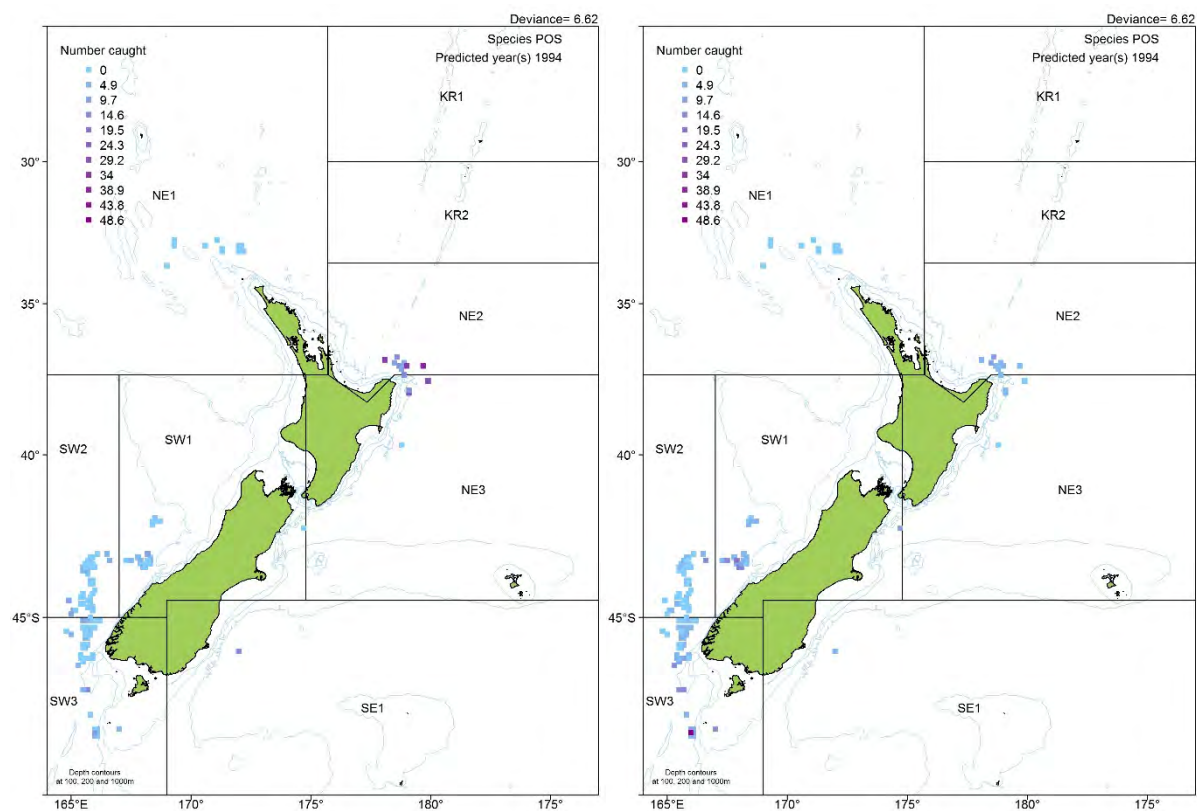 Deviance= 6.62
Species POS
Predicted year(s) 1994
Number caught
0
4.9
9.7
14.6
19.5
24.3
29.2
34
38.9
43.8
48.6
KR1
30°
NE1
KR2
35°
NE2
SW2
SW1
40°
NE3
45°S
SW3
SE1
Depth contours
at 100, 200 and 1000m
165°E
170°
175°
180°
175°
Deviance= 6.62
Species POS
Predicted year(s) 1994
Number caught
0
4.9
9.7
14.6
19.5
24.3
29.2
34
38.9
43.8
48.6
KR1
30°
NE1
KR2
35°
NE2
SW2
SW1
40°
NE3
45°S
SW3
SE1
Depth contours
at 100, 200 and 1000m
165°E
170°
175°
180°
175°